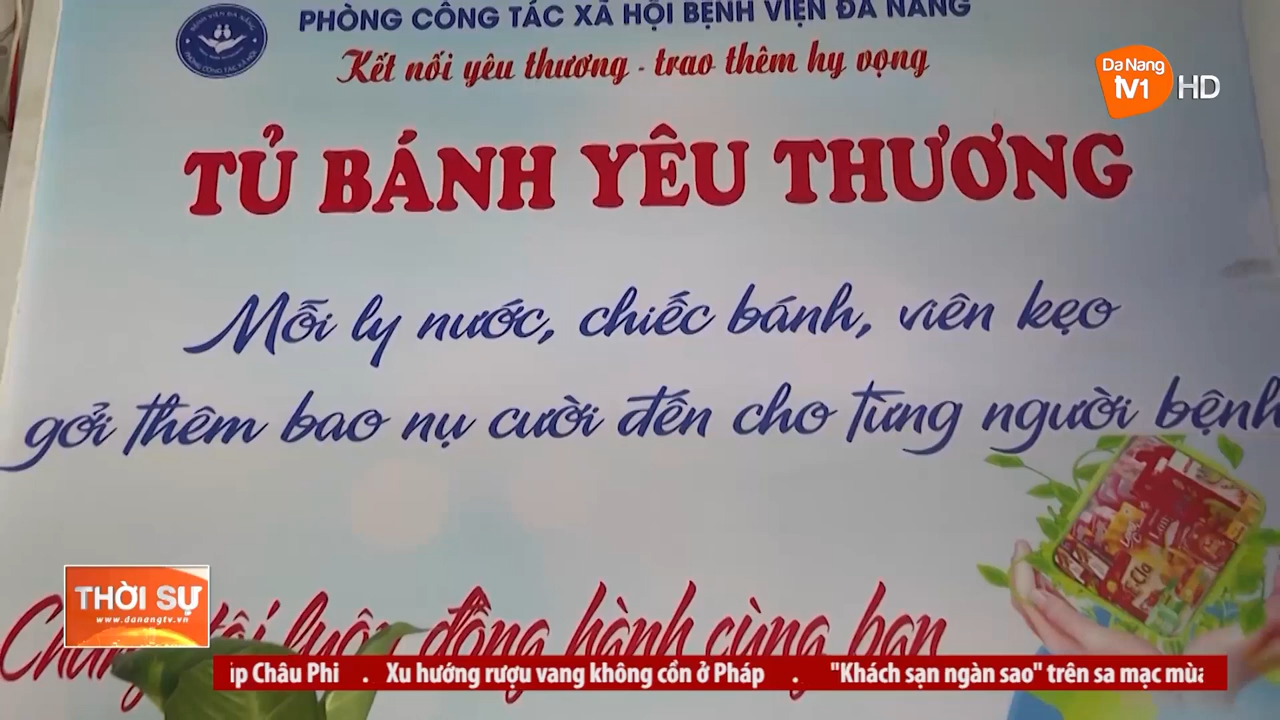 PHÒNG CÔNG TÁC XÃ HỘI BỆNH VIỆN ĐÀ NẴNG
Kết nối yêu thương - trao thêm hy vọng
Da Nang
TV1 HD
TỦ BÁNH YÊU THƯƠNG
Mỗi ly nước, chiếc bánh, viên kẹo
gởi thêm bao nụ cười đến cho từng người bệnh
luôn đồng hành cùng bạn
THỜI SỰ
www.danangtv.vn
Châu Phi . Xu hướng rượu vang không cồn ở Pháp . "Khách sạn ngàn sao" trên sa mạc